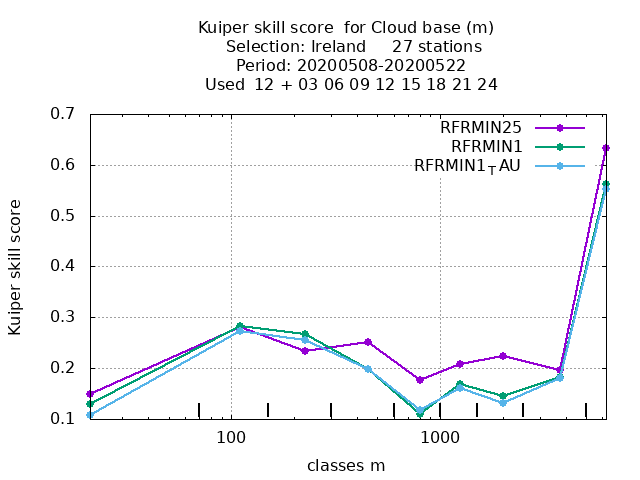 Kuiper skill score  for Cloud base (m)
Selection: Ireland     27 stations
Period: 20200508-20200522
Used  12 + 03 06 09 12 15 18 21 24
RFRMIN25
RFRMIN1
RFRMIN1TAU
0.7
0.6
0.5
0.4
0.3
0.2
0.1
Kuiper skill score
100
1000
classes m